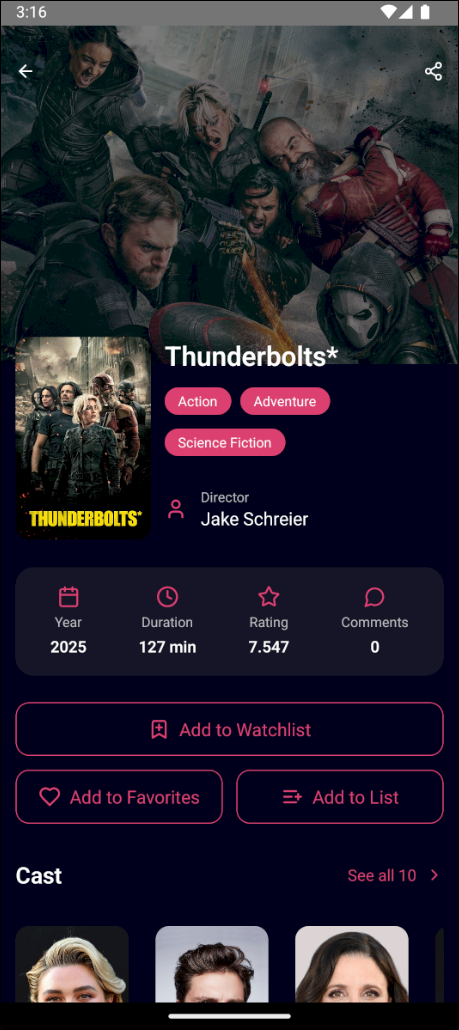 3:16
Thunderbolts*
Action Adventure
Science Fiction
THUNDERBOLTS*
Director
Jake Schreier
Year Duration Rating Comments
2025 127 min 7.547 0
Add to Watchlist
Add to Favorites Add to List
Cast See all 10